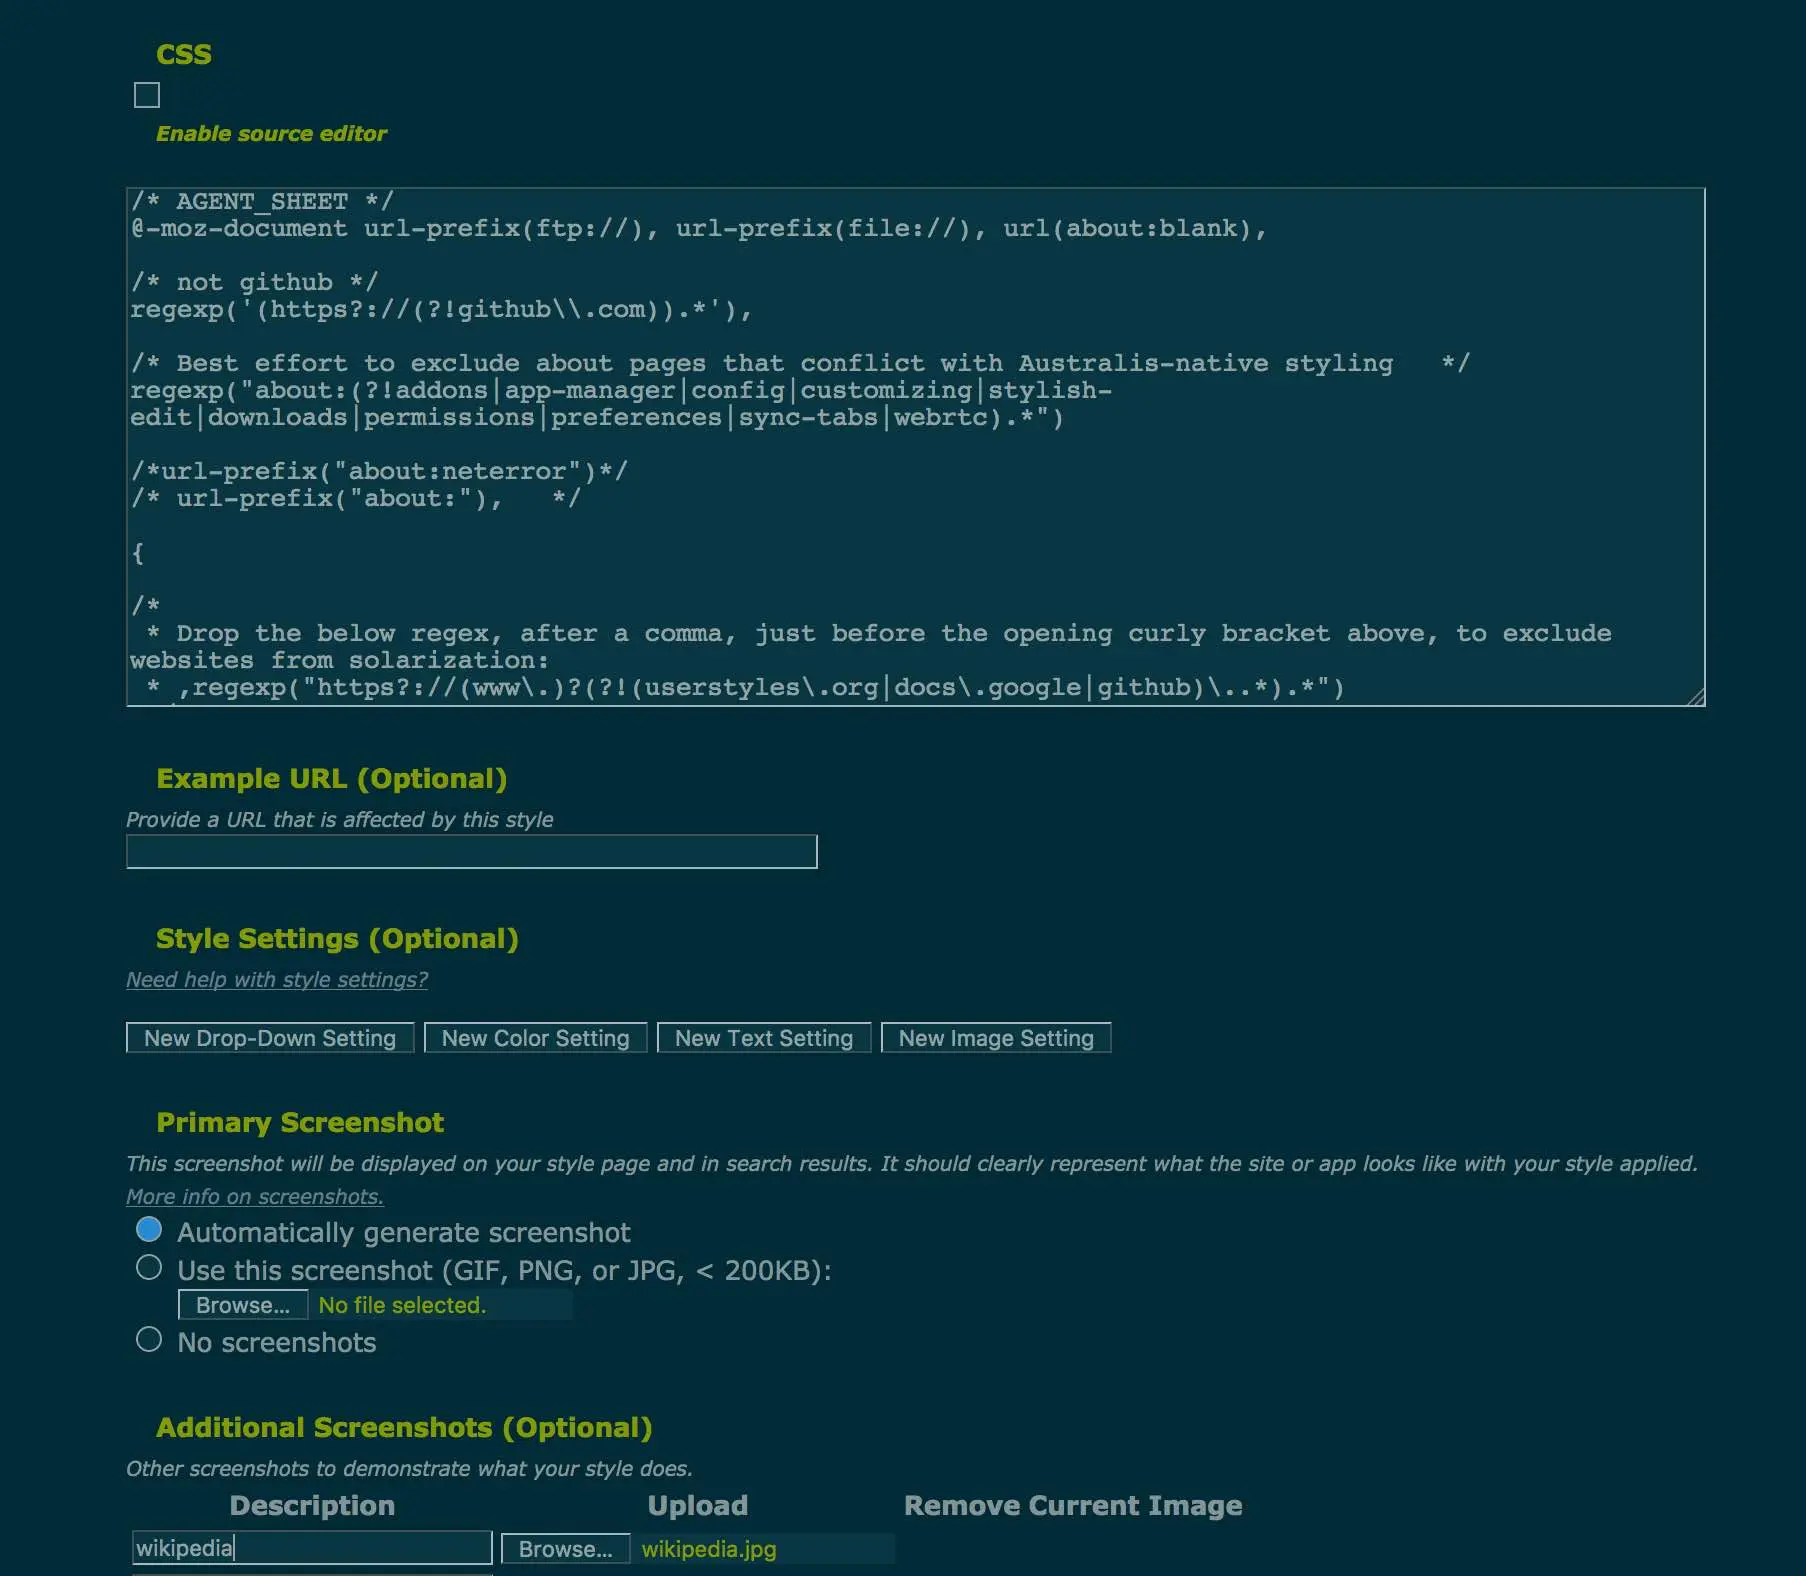 CSS
Enable source editor
/* AGENT_SHEET */
@-moz-document url-prefix(ftp://), url-prefix(file://), url(about:blank),
/* not github */
regexp('(https?://(?!github\\.com)).*'),
/* Best effort to exclude about pages that conflict with Australis-native styling   */
regexp("about:(?!addons|app-manager|config|customizing|stylish-
edit|downloads|permissions|preferences|sync-tabs|webrtc).*")
/*url-prefix("about:neterror")*/
/* url-prefix("about:"),   */
{
/*
 * Drop the below regex, after a comma, just before the opening curly bracket above, to exclude
websites from solarization:
 * ,regexp("https?://(www\.)?(?!(userstyles\.org|docs\.google|github)\..*).*")
Example URL (Optional)
Provide a URL that is affected by this style
Style Settings (Optional)
Need help with style settings?
New Drop-Down Setting New Color Setting New Text Setting New Image Setting
Primary Screenshot
This screenshot will be displayed on your style page and in search results. It should clearly represent what the site or app looks like with your style applied.
More info on screenshots.
Automatically generate screenshot
Use this screenshot (GIF, PNG, or JPG, < 200KB):
Browse... No file selected.
No screenshots
Additional Screenshots (Optional)
Other screenshots to demonstrate what your style does.
Description Upload Remove Current Image
wikipedia Browse... wikipedia.jpg